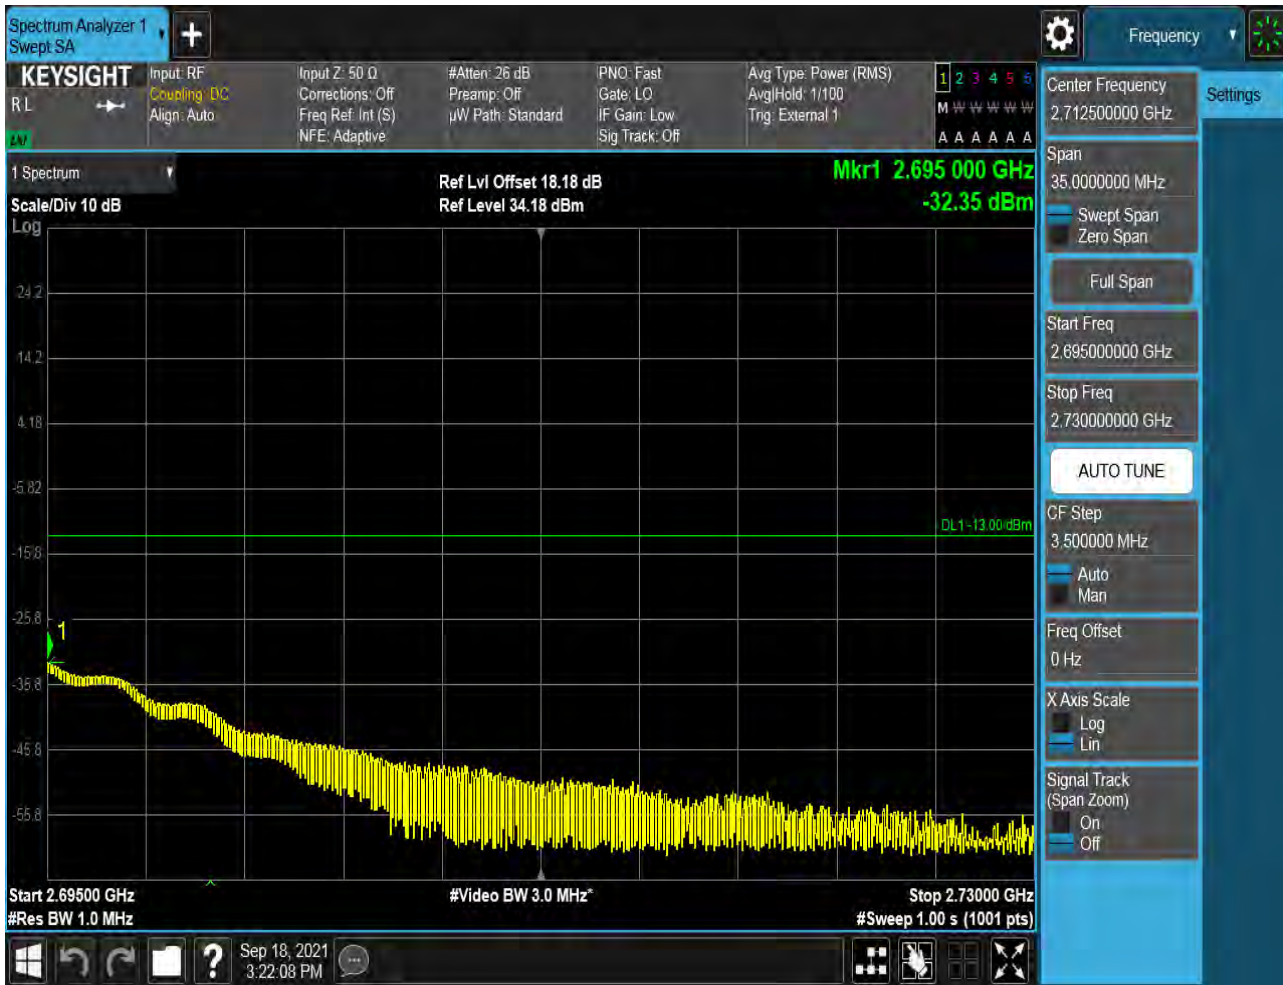 Spectrum Analyzer 1
Swept SA
Frequency
KEYSIGHT
R L
Input: RF
Coupling: DC
Align: Auto
Input Z: 50 Ω
Corrections: Off
Freq Ref: Int (S)
NFE: Adaptive
#Atten: 26 dB
Preamp: Off
µW Path: Standard
PNO: Fast
Gate: LO
IF Gain: Low
Sig Track: Off
Avg Type: Power (RMS)
Avg|Hold: 1/100
Trig: External 1
1 2 3 4 5 6
M W W W W W
A A A A A A
1 Spectrum
Scale/Div 10 dB
Log
Ref Lvl Offset 18.18 dB
Ref Level 34.18 dBm
Mkr1 2.695 000 GHz
-32.35 dBm
24.2
14.2
4.18
-5.82
-15.8
-25.8
-35.8
-45.8
-55.8
DL1 -13.00 dBm
1
Start 2.69500 GHz
#Res BW 1.0 MHz
#Video BW 3.0 MHz*
Stop 2.73000 GHz
#Sweep 1.00 s (1001 pts)
Sep 18, 2021
3:22:08 PM
Center Frequency
2.712500000 GHz
Settings
Span
35.0000000 MHz
Swept Span
Zero Span
Full Span
Start Freq
2.695000000 GHz
Stop Freq
2.730000000 GHz
AUTO TUNE
CF Step
3.500000 MHz
Auto
Man
Freq Offset
0 Hz
X Axis Scale
Log
Lin
Signal Track
(Span Zoom)
On
Off